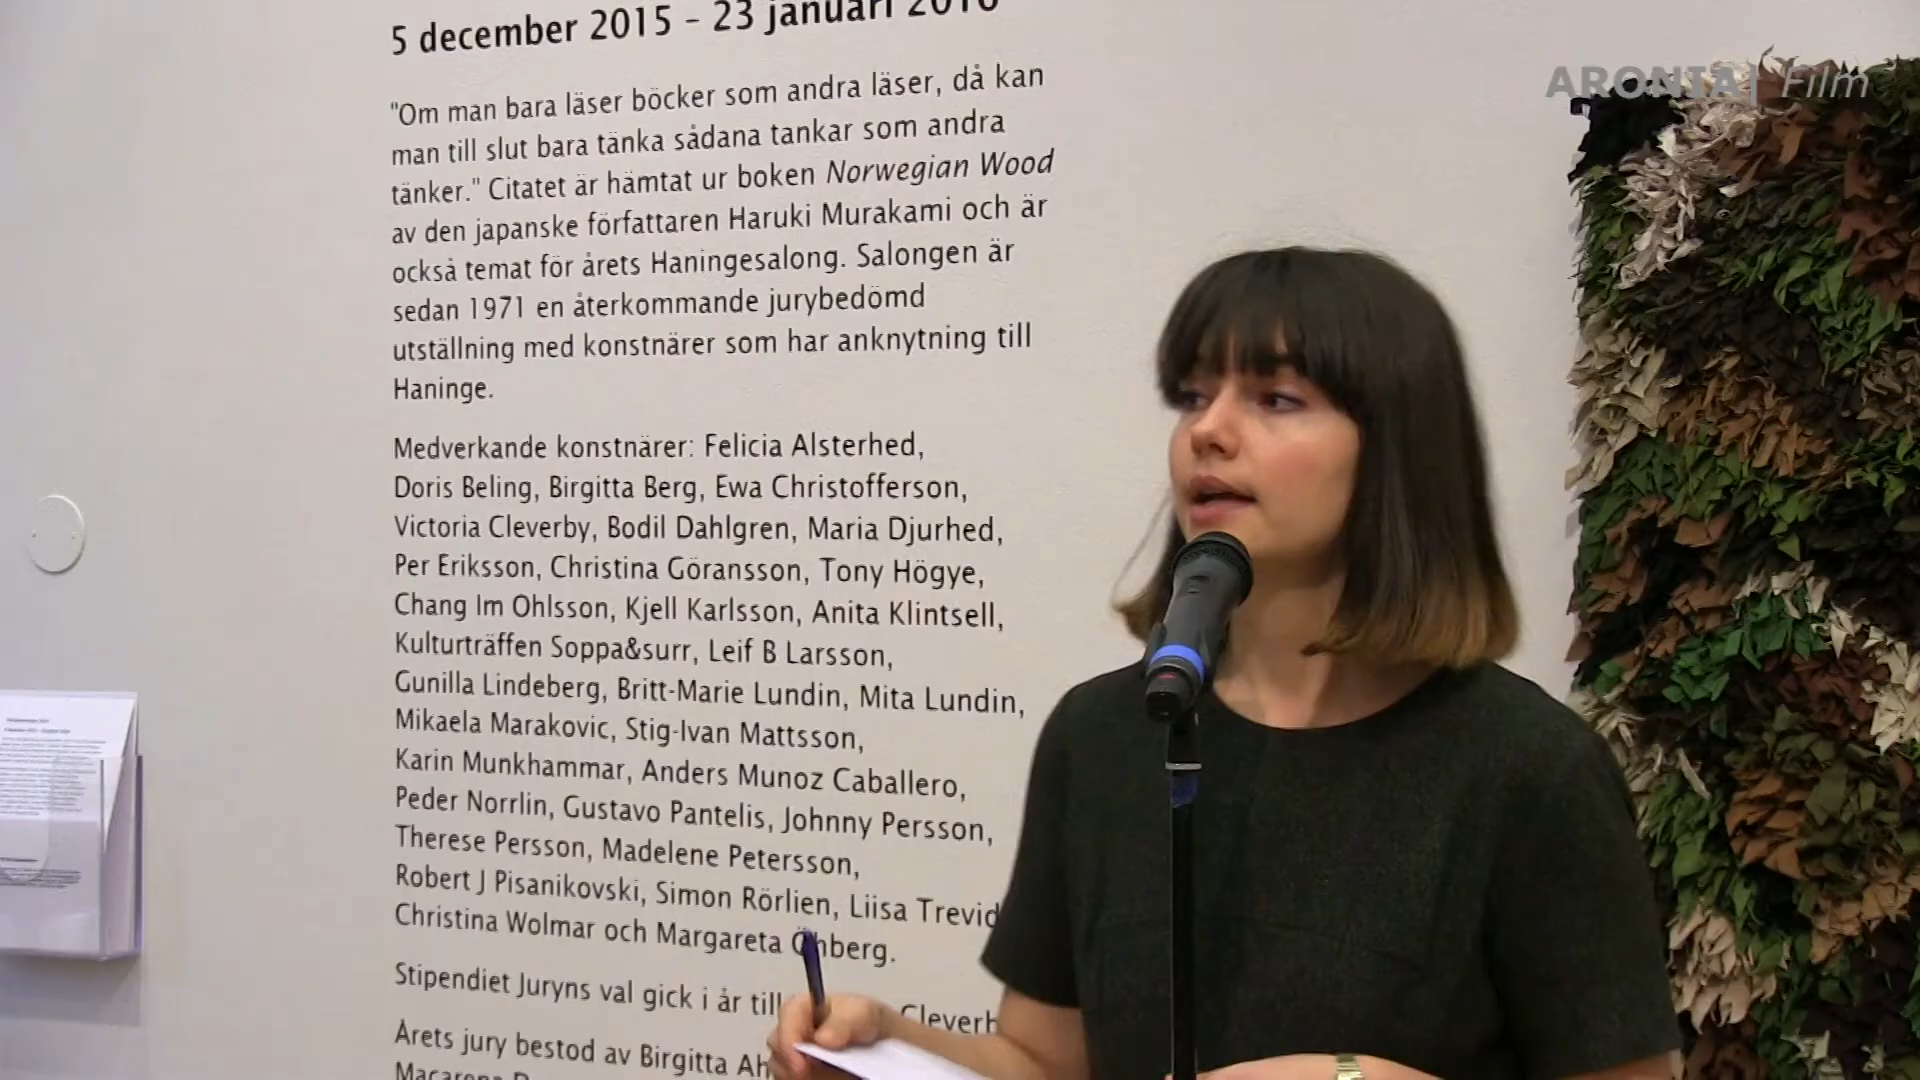 5 december 2015 – 23 januari 2016
ARONIA | Film
"Om man bara läser böcker som andra läser, då kan
man till slut bara tänka sådana tankar som andra
tänker." Citatet är hämtat ur boken Norwegian Wood
av den japanske författaren Haruki Murakami och är
också temat för årets Haningesalong. Salongen är
sedan 1971 en återkommande jurybedömd
utställning med konstnärer som har anknytning till
Haninge.
Medverkande konstnärer: Felicia Alsterhed,
Doris Beling, Birgitta Berg, Ewa Christofferson,
Victoria Cleverby, Bodil Dahlgren, Maria Djurhed,
Per Eriksson, Christina Göransson, Tony Högye,
Chang Im Ohlsson, Kjell Karlsson, Anita Klintsell,
Kulturträffen Soppa&surr, Leif B Larsson,
Gunilla Lindeberg, Britt-Marie Lundin, Mita Lundin,
Mikaela Marakovic, Stig-Ivan Mattsson,
Karin Munkhammar, Anders Munoz Caballero,
Peder Norrlin, Gustavo Pantelis, Johnny Persson,
Therese Persson, Madelene Petersson,
Robert J Pisanikovski, Simon Rörlien, Liisa Trevid
Christina Wolmar och Margareta Öhberg.
Stipendiet Juryns val gick i år till
Årets jury bestod av Birgitta